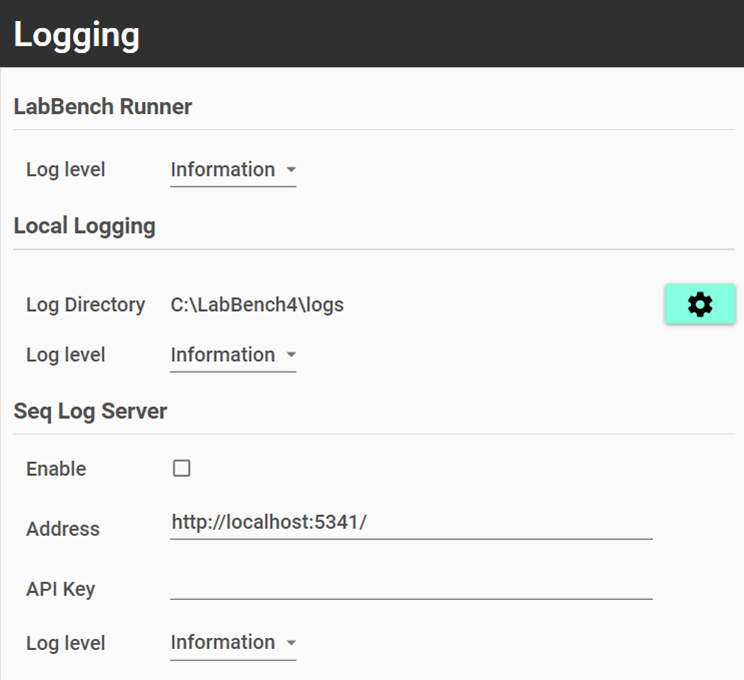 Logging
LabBench Runner
Log level Information
Local Logging
Log Directory C:\LabBench4\logs
Log level Information
Seq Log Server
Enable
Address http://localhost:5341/
API Key
Log level Information